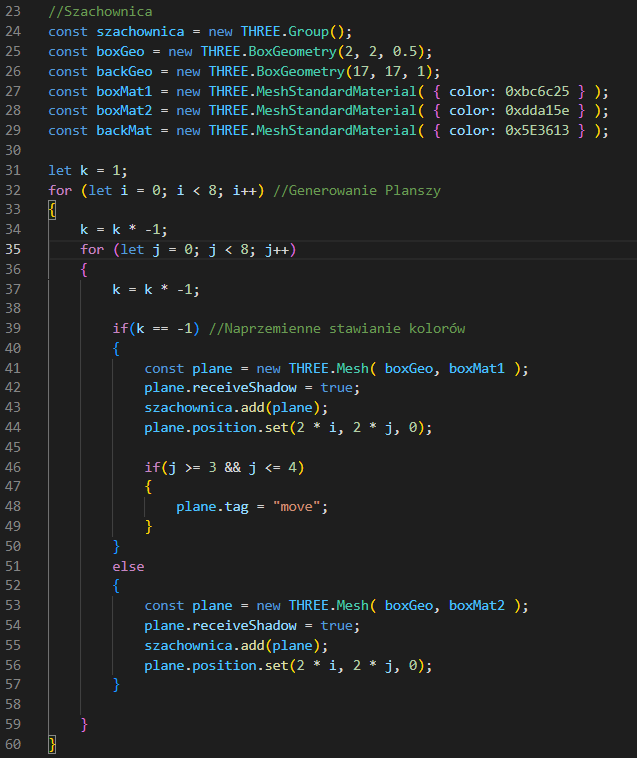 23 //Szachownica
24 const szachownica = new THREE.Group();
25 const boxGeo = new THREE.BoxGeometry(2, 2, 0.5);
26 const backGeo = new THREE.BoxGeometry(17, 17, 1);
27 const boxMat1 = new THREE.MeshStandardMaterial( { color: 0xbc6c25 } );
28 const boxMat2 = new THREE.MeshStandardMaterial( { color: 0xdda15e } );
29 const backMat = new THREE.MeshStandardMaterial( { color: 0x5E3613 } );
30
31 let k = 1;
32 for (let i = 0; i < 8; i++) //Generowanie Planszy
33 {
34     k = k * -1;
35     for (let j = 0; j < 8; j++)
36     {
37         k = k * -1;
38
39         if(k == -1) //Naprzemienne stawianie kolorów
40         {
41             const plane = new THREE.Mesh( boxGeo, boxMat1 );
42             plane.receiveShadow = true;
43             szachownica.add(plane);
44             plane.position.set(2 * i, 2 * j, 0);
45
46             if(j >= 3 && j <= 4)
47             {
48                 plane.tag = "move";
49             }
50         }
51         else
52         {
53             const plane = new THREE.Mesh( boxGeo, boxMat2 );
54             plane.receiveShadow = true;
55             szachownica.add(plane);
56             plane.position.set(2 * i, 2 * j, 0);
57         }
58
59     }
60 }